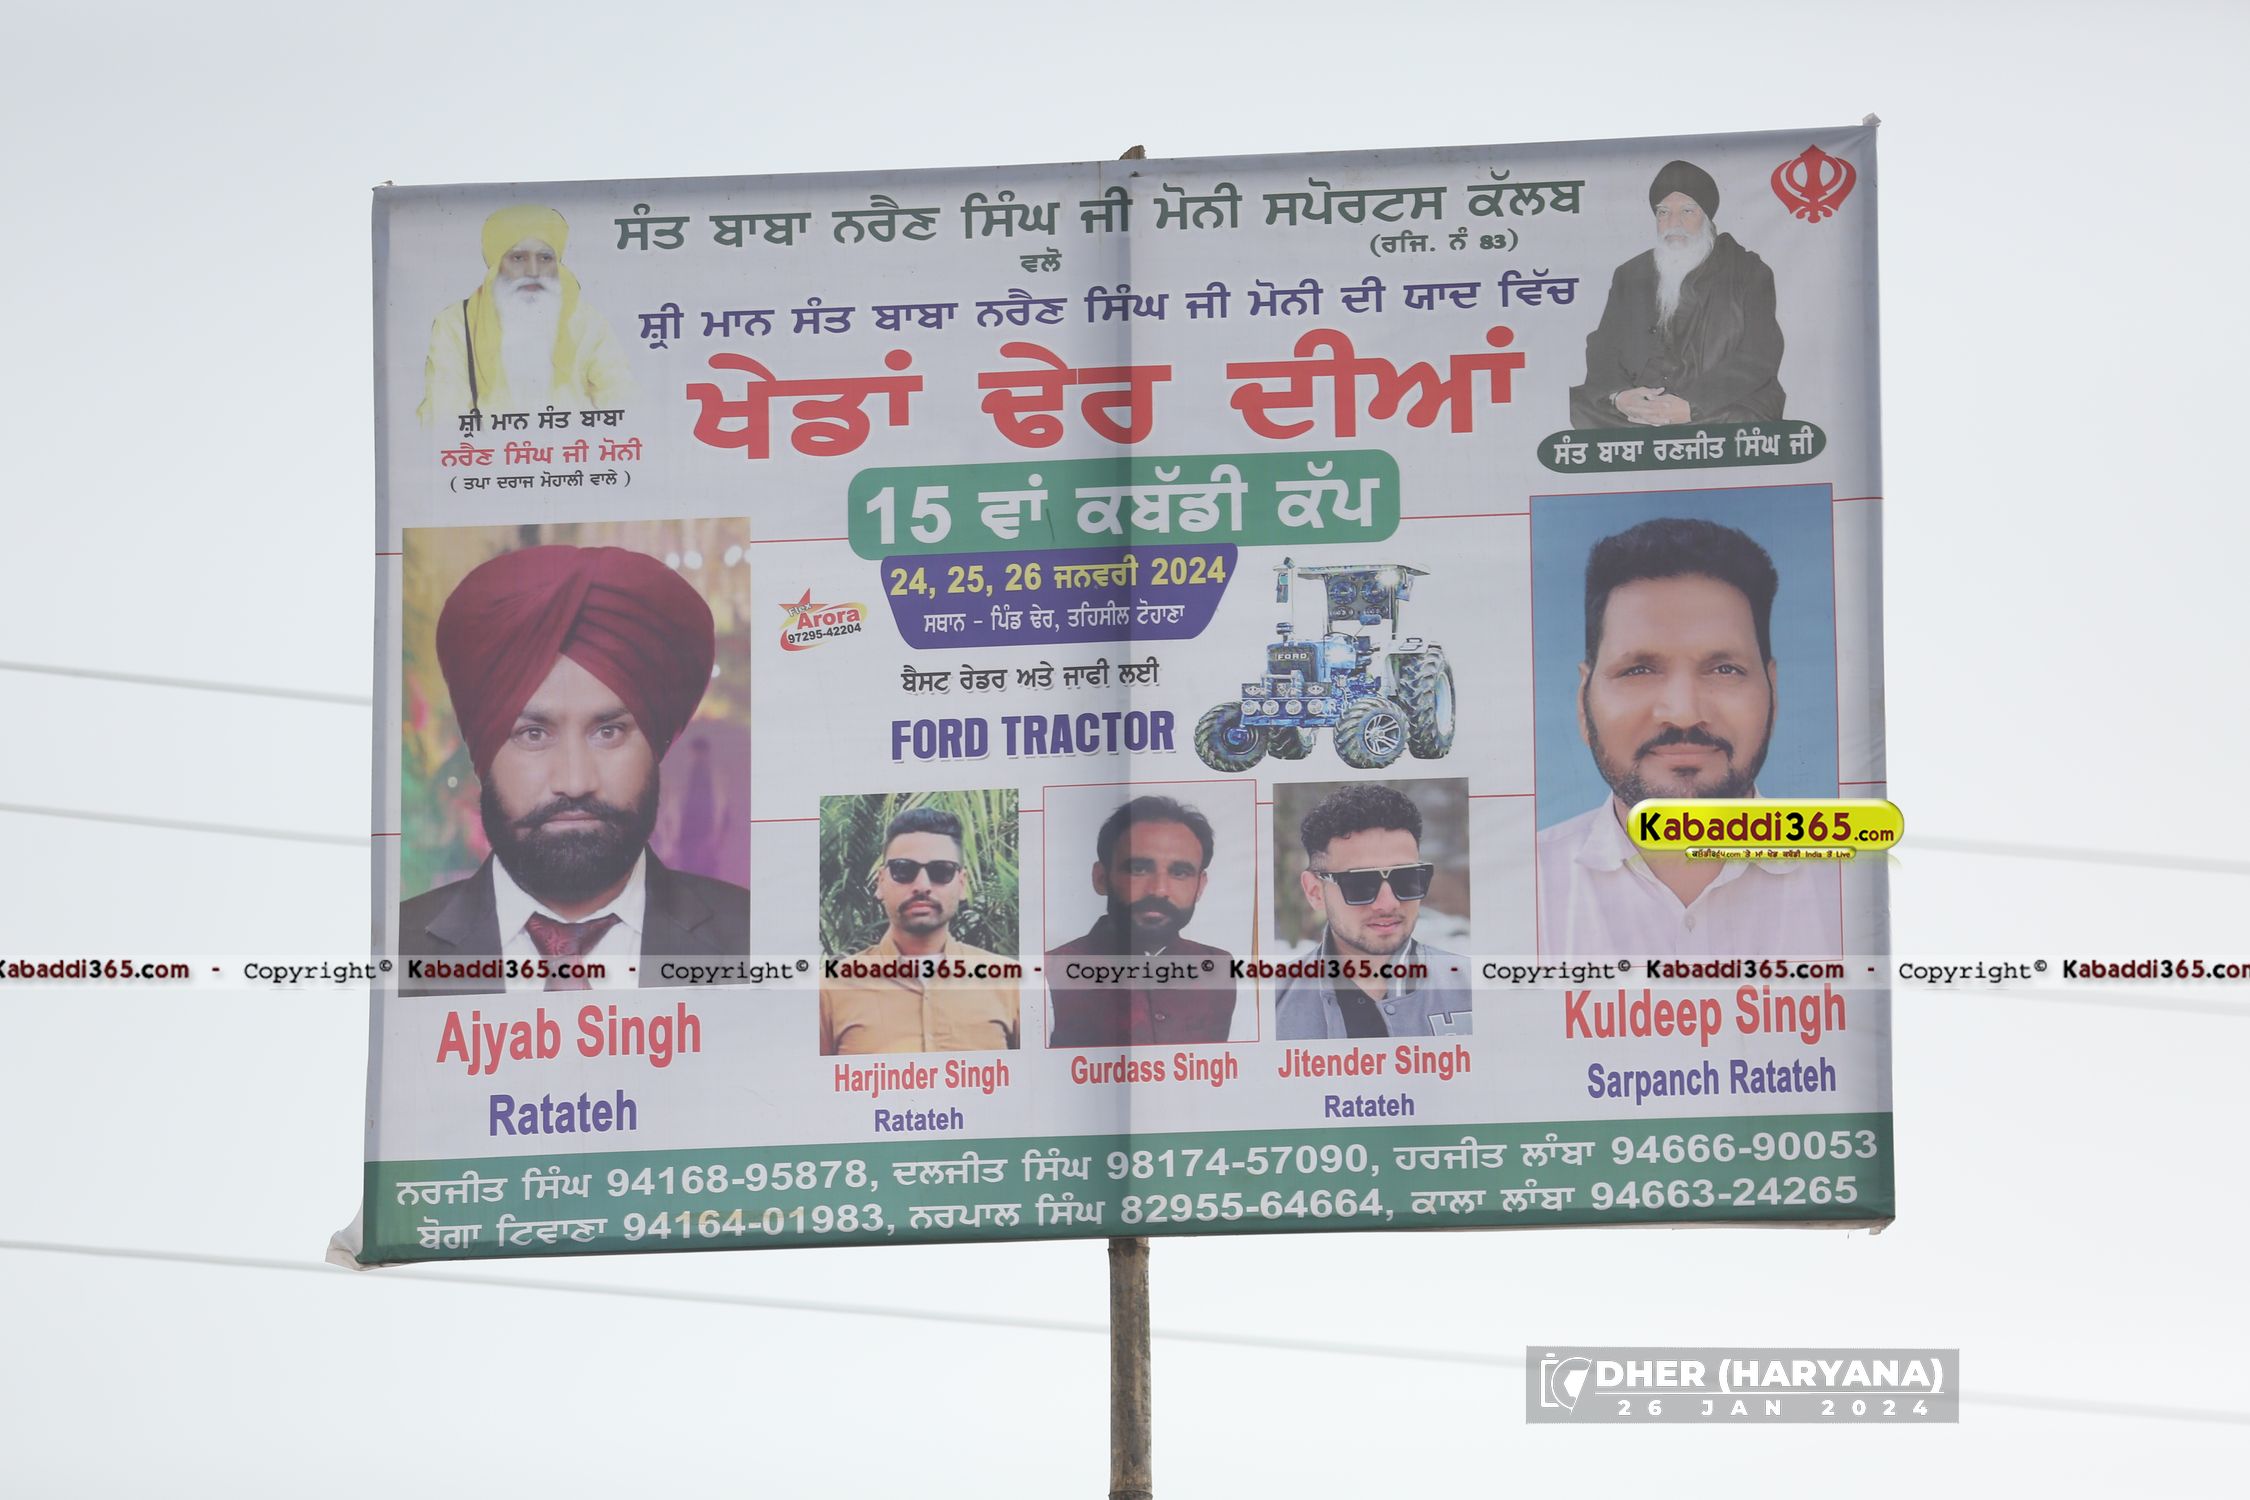 ਸੰਤ ਬਾਬਾ ਨਰੈਣ ਸਿੰਘ ਜੀ ਮੋਨੀ ਸਪੋਰਟਸ ਕੱਲਬ
(ਰਜਿ. ਨੰ 83)
ਵਲੋ
ਸ਼੍ਰੀ ਮਾਨ ਸੰਤ ਬਾਬਾ ਨਰੈਣ ਸਿੰਘ ਜੀ ਮੋਨੀ ਦੀ ਯਾਦ ਵਿੱਚ
ਖੇਡਾਂ ਢੇਰ ਦੀਆਂ
ਸ਼੍ਰੀ ਮਾਨ ਸੰਤ ਬਾਬਾ
ਨਰੈਣ ਸਿੰਘ ਜੀ ਮੋਨੀ
( ਤਪਾ ਦਰਾਜ ਮੋਹਾਲੀ ਵਾਲੇ )
ਸੰਤ ਬਾਬਾ ਰਣਜੀਤ ਸਿੰਘ ਜੀ
15 ਵਾਂ ਕਬੱਡੀ ਕੱਪ
24, 25, 26 ਜਨਵਰੀ 2024
ਸਥਾਨ - ਪਿੰਡ ਢੇਰ, ਤਹਿਸੀਲ ਟੋਹਾਣਾ
Flex
Arora
97295-42204
ਬੈਸਟ ਰੇਡਰ ਅਤੇ ਜਾਫੀ ਲਈ
FORD TRACTOR
FORD
Kabaddi365.com
Kabaddi365.com - Copyright© Kabaddi365.com - Copyright© Kabaddi365.com - Copyright© Kabaddi365.com - Copyright© Kabaddi365.com - Copyright© Kabaddi365.com
Ajyab Singh
Ratateh
Harjinder Singh
Ratateh
Gurdass Singh
Jitender Singh
Ratateh
Kuldeep Singh
Sarpanch Ratateh
ਨਰਜੀਤ ਸਿੰਘ 94168-95878, ਦਲਜੀਤ ਸਿੰਘ 98174-57090, ਹਰਜੀਤ ਲਾਂਬਾ 94666-90053
ਬੋਗਾ ਟਿਵਾਣਾ 94164-01983, ਨਰਪਾਲ ਸਿੰਘ 82955-64664, ਕਾਲਾ ਲਾਂਬਾ 94663-24265
DHER (HARYANA)
26 JAN 2024